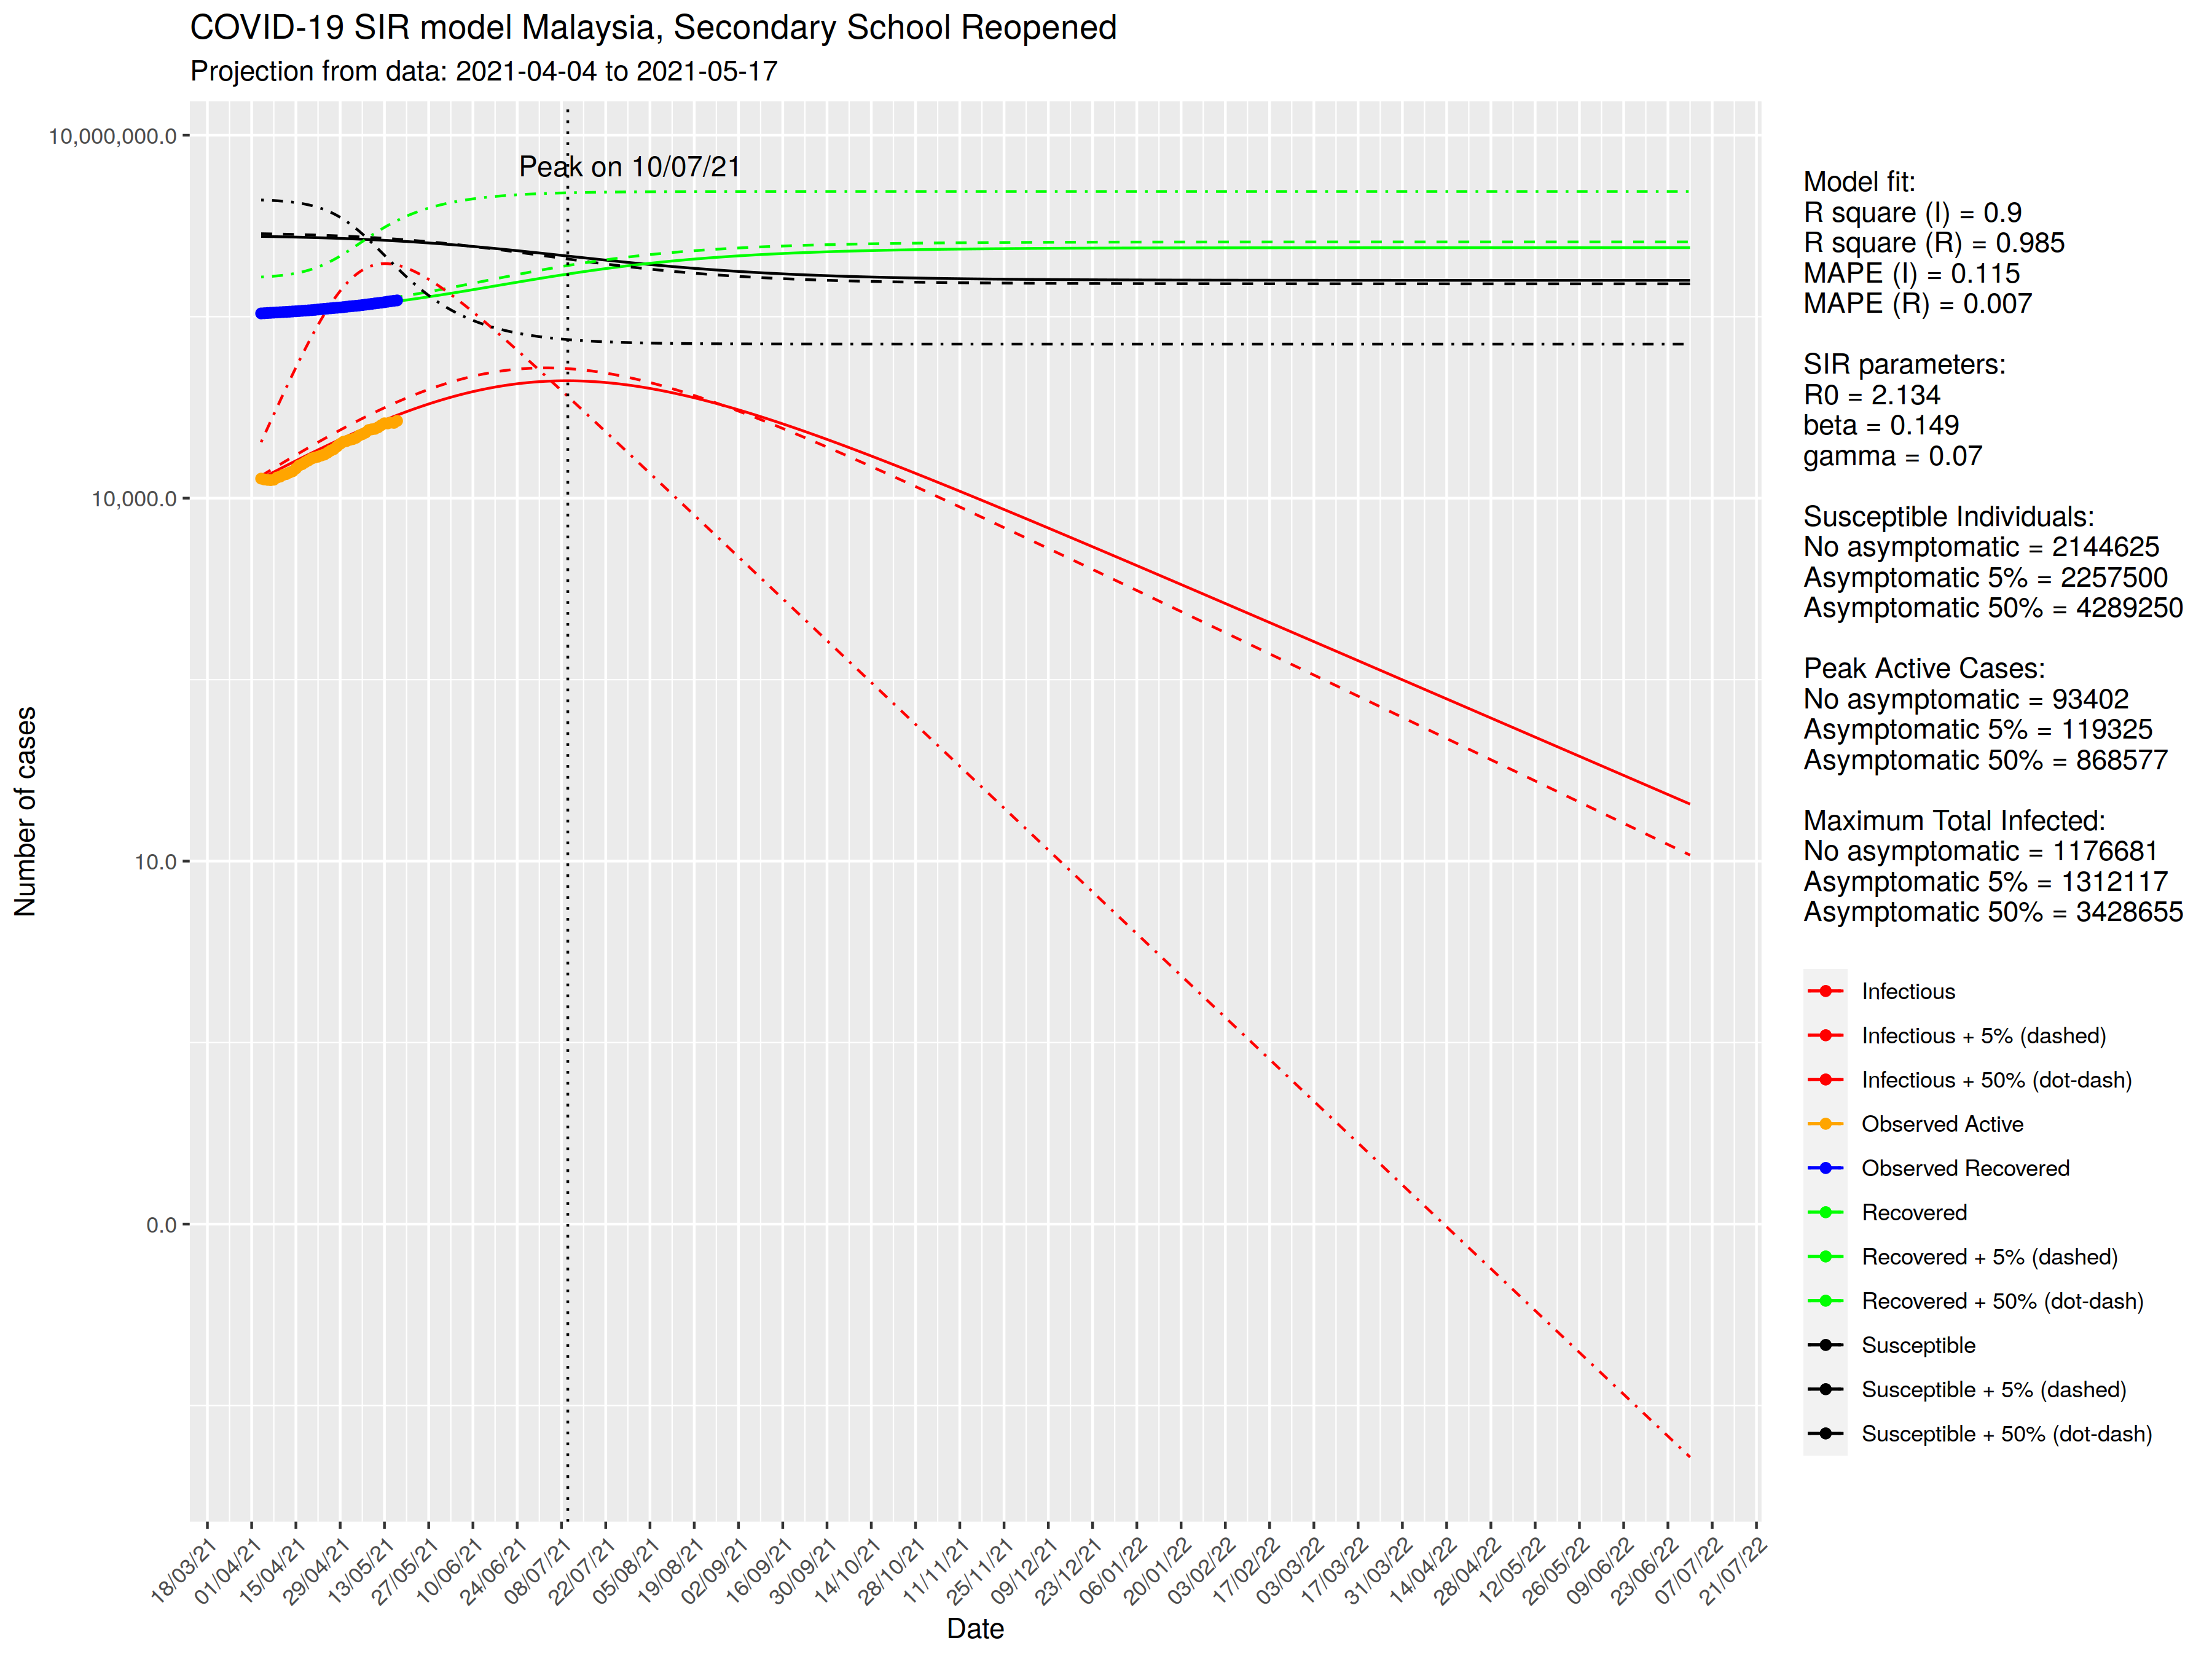 COVID-19 SIR model Malaysia, Secondary School Reopened
Projection from data: 2021-04-04 to 2021-05-17
Number of cases
10,000,000.0
10,000.0
10.0
0.0
Peak on 10/07/21
18/03/21
01/04/21
15/04/21
29/04/21
13/05/21
27/05/21
10/06/21
24/06/21
08/07/21
22/07/21
05/08/21
19/08/21
02/09/21
16/09/21
30/09/21
14/10/21
28/10/21
11/11/21
25/11/21
09/12/21
23/12/21
06/01/22
20/01/22
03/02/22
17/02/22
03/03/22
17/03/22
31/03/22
14/04/22
28/04/22
12/05/22
26/05/22
09/06/22
23/06/22
07/07/22
21/07/22
Date
Model fit:
R square (I) = 0.9
R square (R) = 0.985
MAPE (I) = 0.115
MAPE (R) = 0.007
SIR parameters:
R0 = 2.134
beta = 0.149
gamma = 0.07
Susceptible Individuals:
No asymptomatic = 2144625
Asymptomatic 5% = 2257500
Asymptomatic 50% = 4289250
Peak Active Cases:
No asymptomatic = 93402
Asymptomatic 5% = 119325
Asymptomatic 50% = 868577
Maximum Total Infected:
No asymptomatic = 1176681
Asymptomatic 5% = 1312117
Asymptomatic 50% = 3428655
Infectious
Infectious + 5% (dashed)
Infectious + 50% (dot-dash)
Observed Active
Observed Recovered
Recovered
Recovered + 5% (dashed)
Recovered + 50% (dot-dash)
Susceptible
Susceptible + 5% (dashed)
Susceptible + 50% (dot-dash)